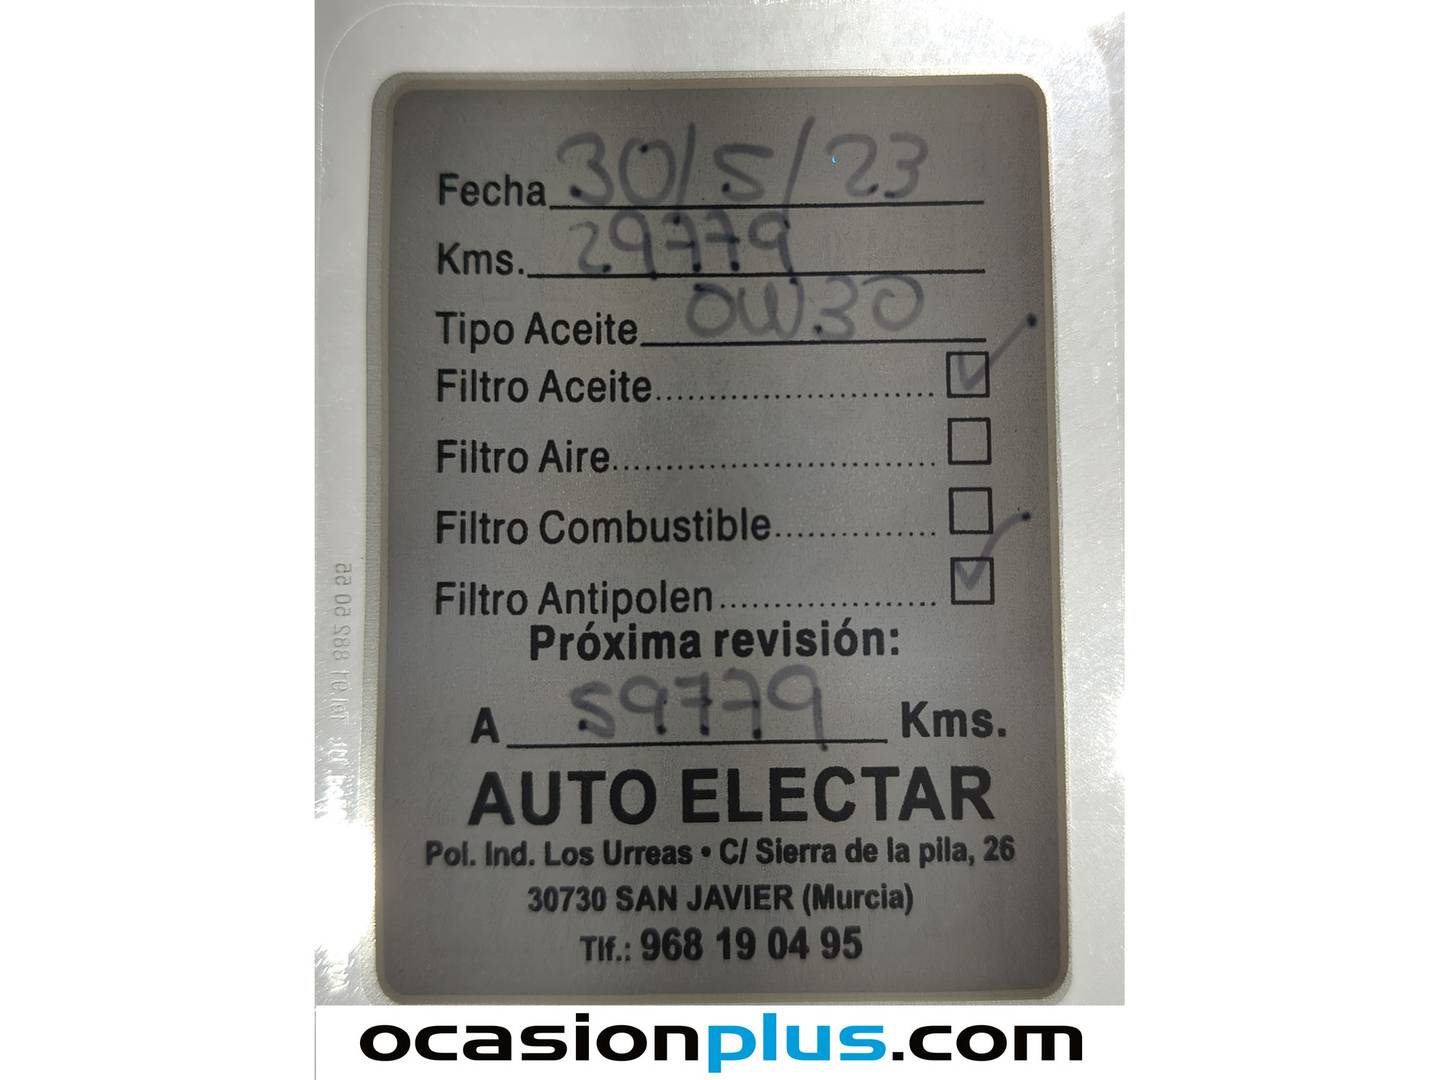 Fecha 30/5/23
Kms. 29779
Tipo Aceite 0W30
Filtro Aceite.......................... ☑
Filtro Aire.............................. ☐
Filtro Combustible............... ☐
Filtro Antipolen.................... ☑
Próxima revisión:
A 59779 Kms.
AUTO ELECTAR
Pol. Ind. Los Urreas • C/ Sierra de la pila, 26
30730 SAN JAVIER (Murcia)
Tlf.: 968 19 04 95
ocasionplus.com